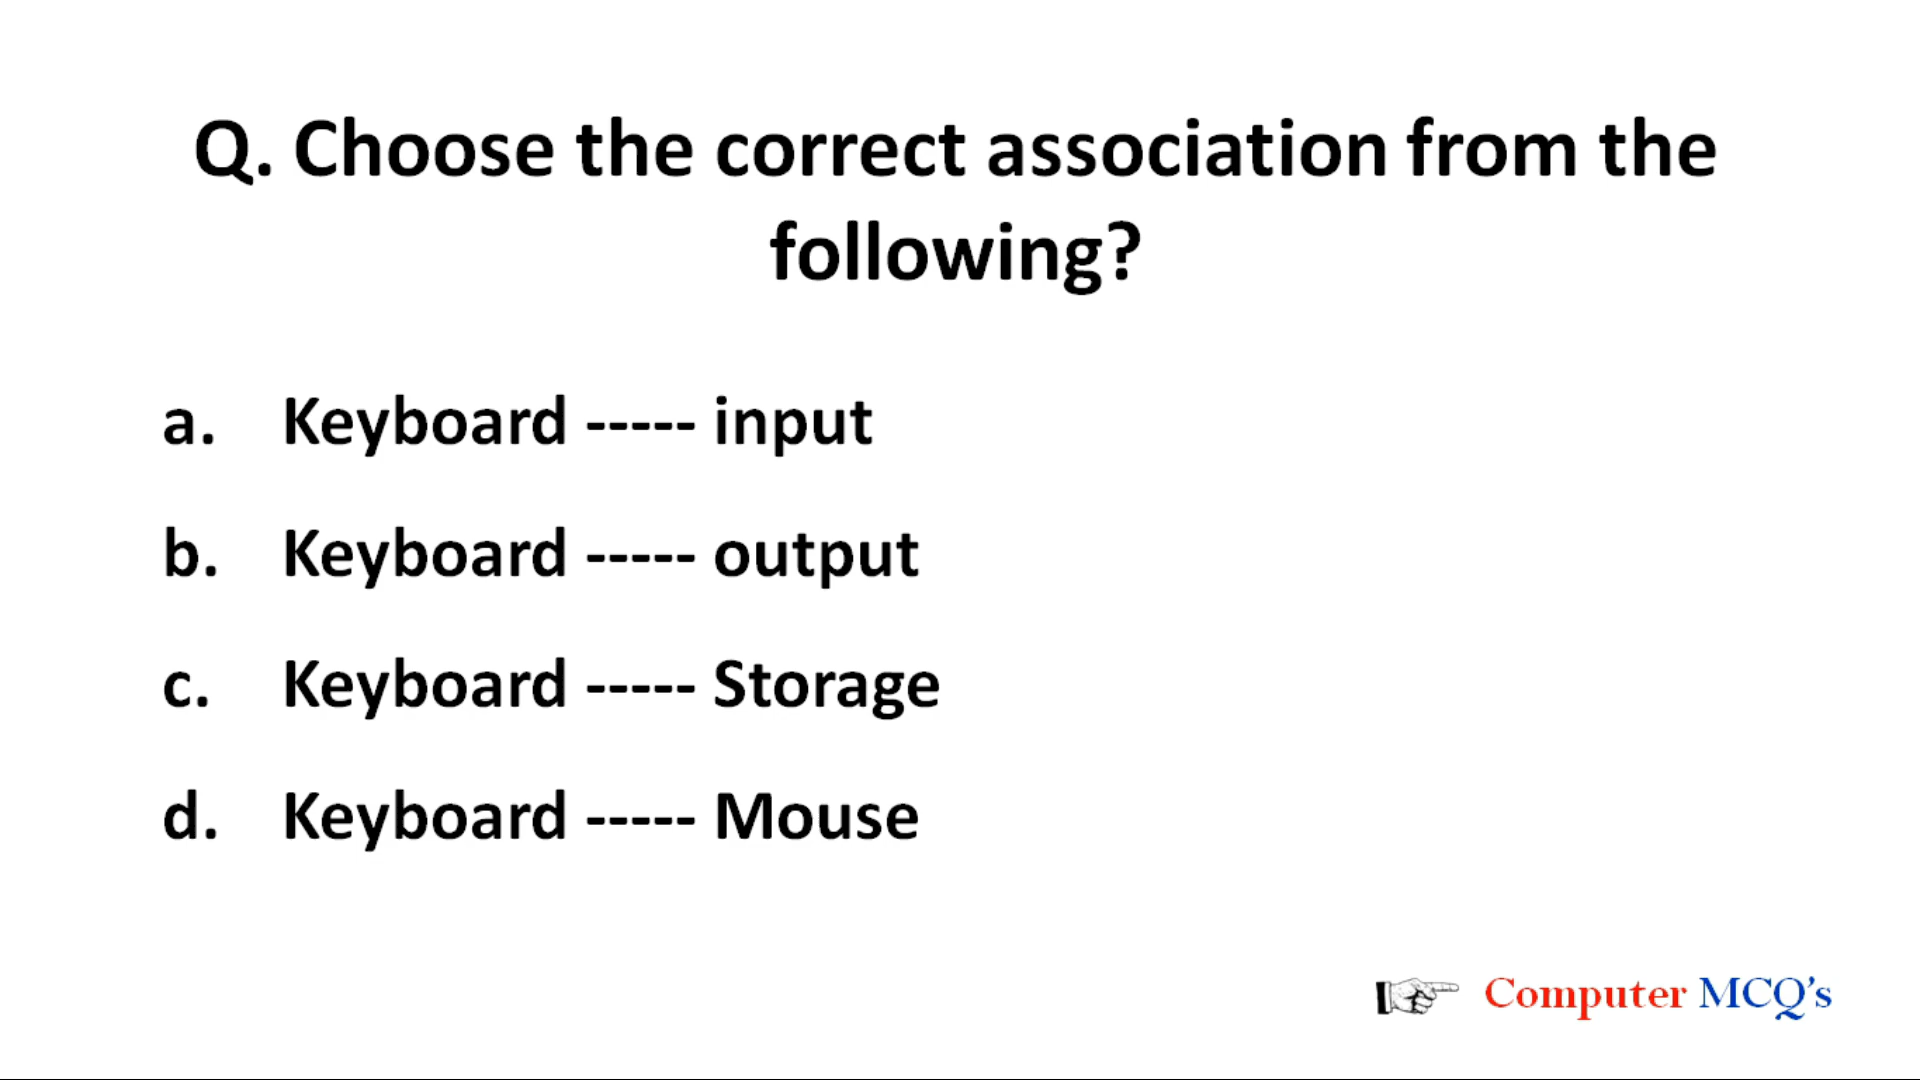 Q. Choose the correct association from the
following?
a. Keyboard ----- input
b. Keyboard ----- output
c. Keyboard ----- Storage
d. Keyboard ----- Mouse
Computer MCQ’s